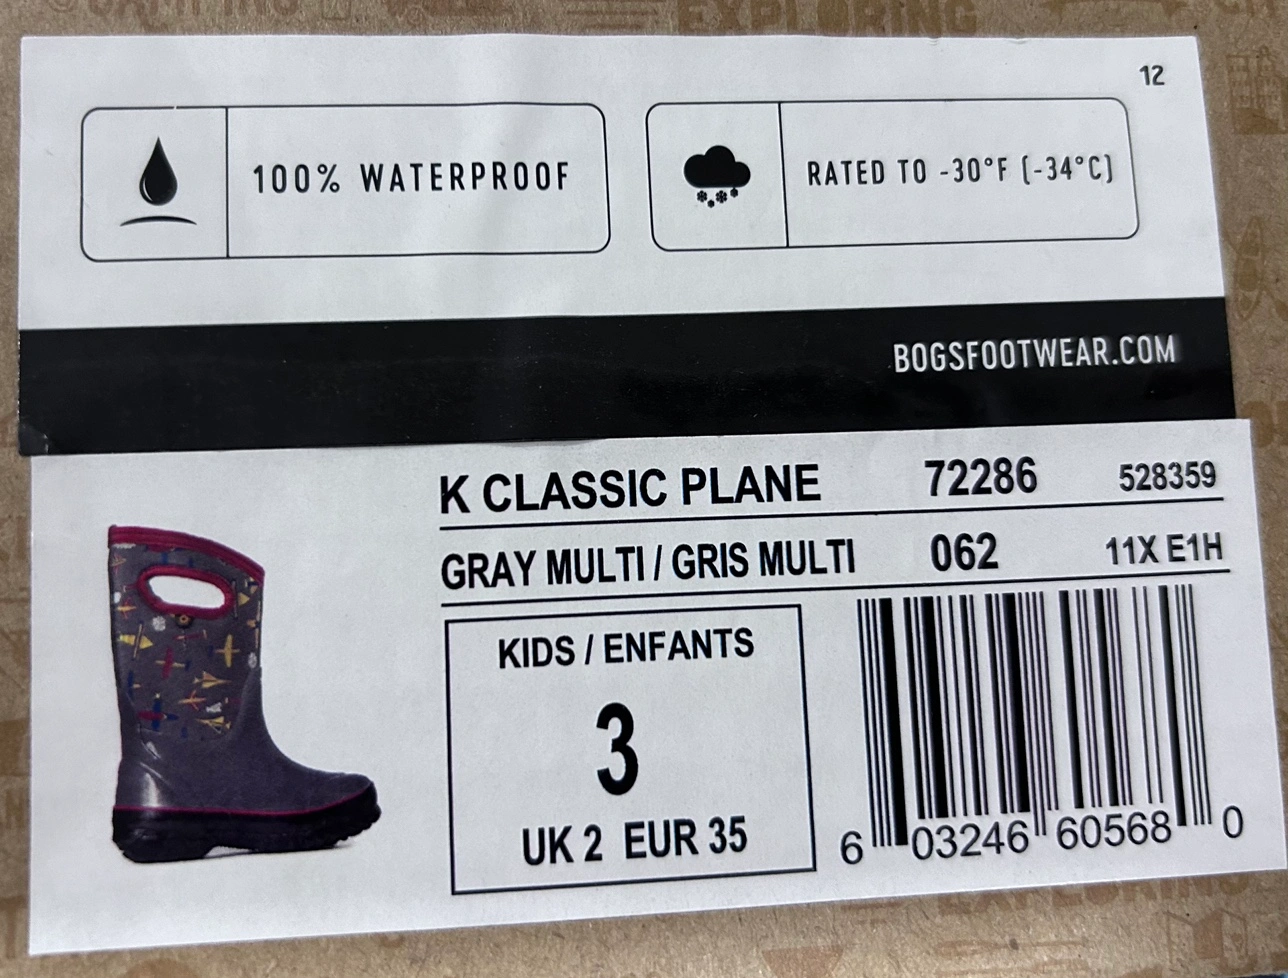 EXPLORING
12
100% WATERPROOF
RATED TO -30°F (-34°C)
BOGSFOOTWEAR.COM
K CLASSIC PLANE 72286 528359
GRAY MULTI / GRIS MULTI 062 11X E1H
KIDS / ENFANTS
3
UK 2 EUR 35
6 03246 60568 0